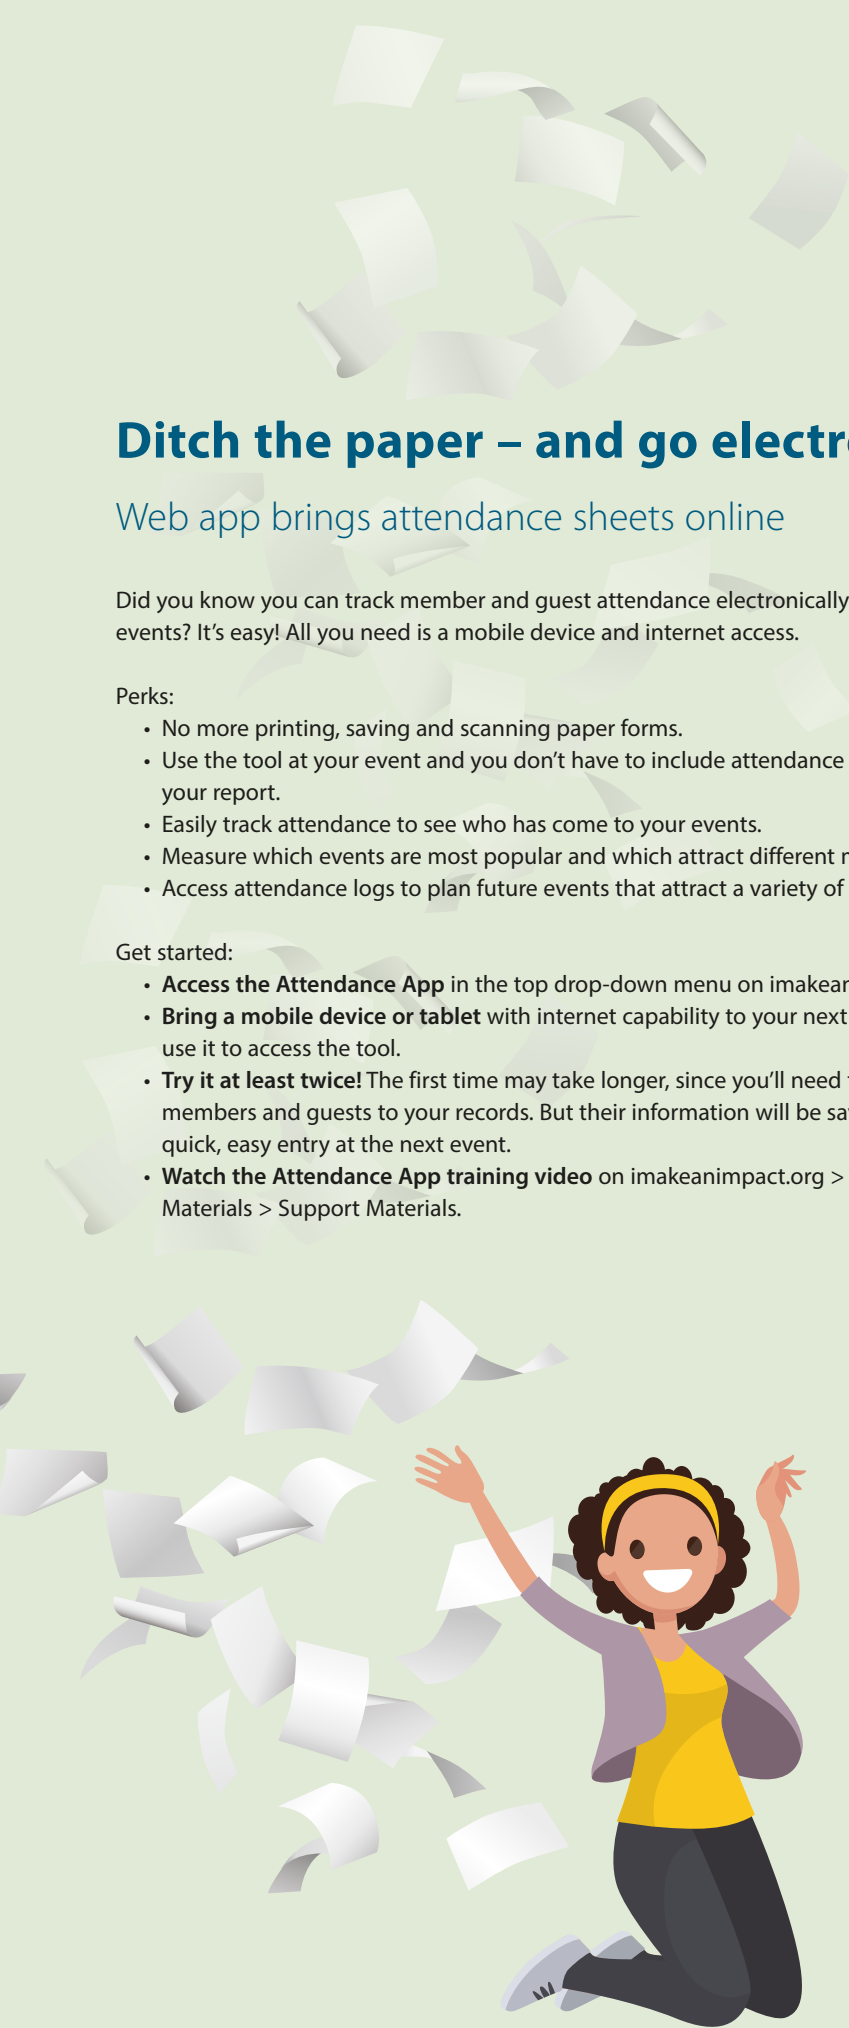 Ditch the paper – and go electr
Web app brings attendance sheets online
Did you know you can track member and guest attendance electronically
events? It’s easy! All you need is a mobile device and internet access.
Perks:
• No more printing, saving and scanning paper forms.
• Use the tool at your event and you don’t have to include attendance
your report.
• Easily track attendance to see who has come to your events.
• Measure which events are most popular and which attract different
• Access attendance logs to plan future events that attract a variety of
Get started:
• Access the Attendance App in the top drop-down menu on imakean
• Bring a mobile device or tablet with internet capability to your next
use it to access the tool.
• Try it at least twice! The first time may take longer, since you’ll need
members and guests to your records. But their information will be sa
quick, easy entry at the next event.
• Watch the Attendance App training video on imakeanimpact.org >
Materials > Support Materials.